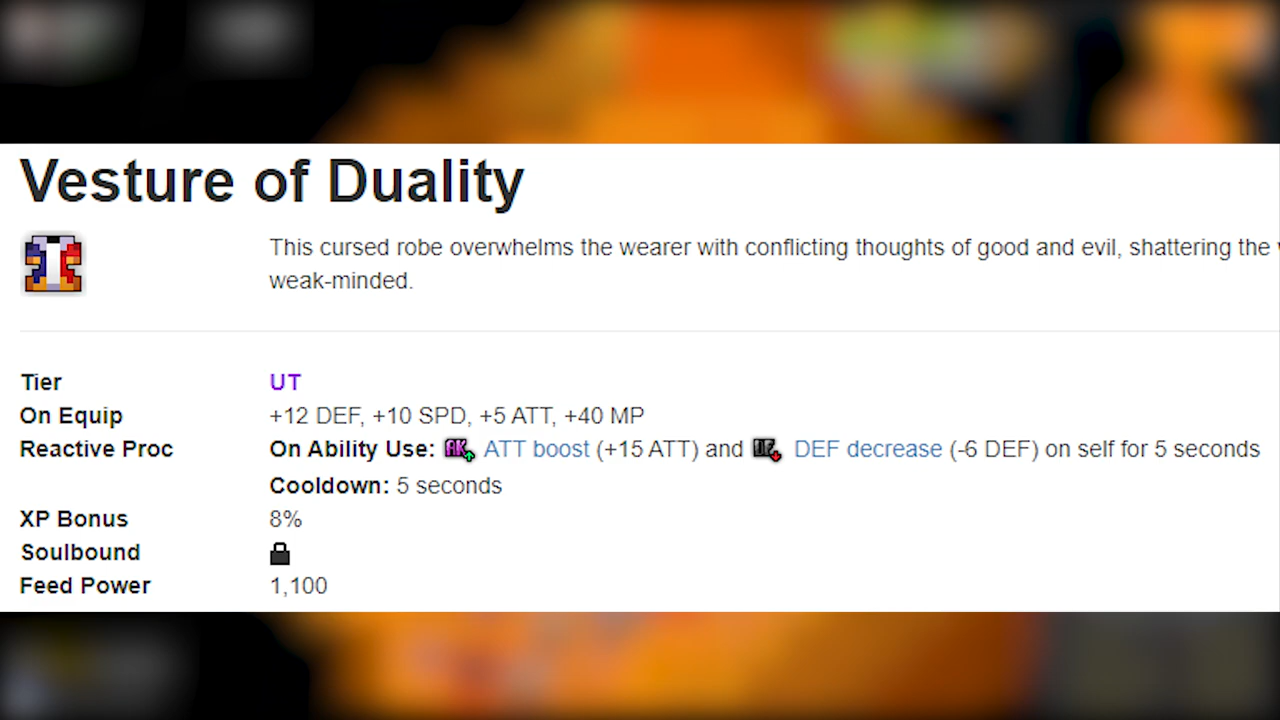 Vesture of Duality
This cursed robe overwhelms the wearer with conflicting thoughts of good and evil, shattering the
weak-minded.
Tier UT
On Equip +12 DEF, +10 SPD, +5 ATT, +40 MP
Reactive Proc On Ability Use: ATT boost (+15 ATT) and DEF decrease (-6 DEF) on self for 5 seconds
Cooldown: 5 seconds
XP Bonus 8%
Soulbound
Feed Power 1,100